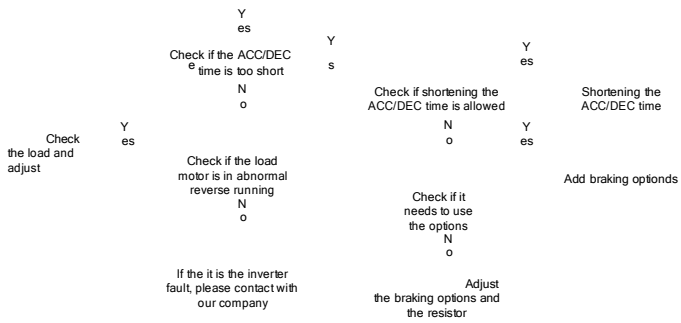 Y
es
Y
e
s
Check if the ACC/DEC
time is too short
Y
es
N
o
Check if shortening the
ACC/DEC time is allowed
Shortening the
ACC/DEC time
Y
es
Check
the load and
adjust
N
o
Y
es
Check if the load
motor is in abnormal
reverse running
Add braking optionds
N
o
Check if it
needs to use
the options
N
o
If the it is the inverter
fault, please contact with
our company
Adjust
the braking options and
the resistor